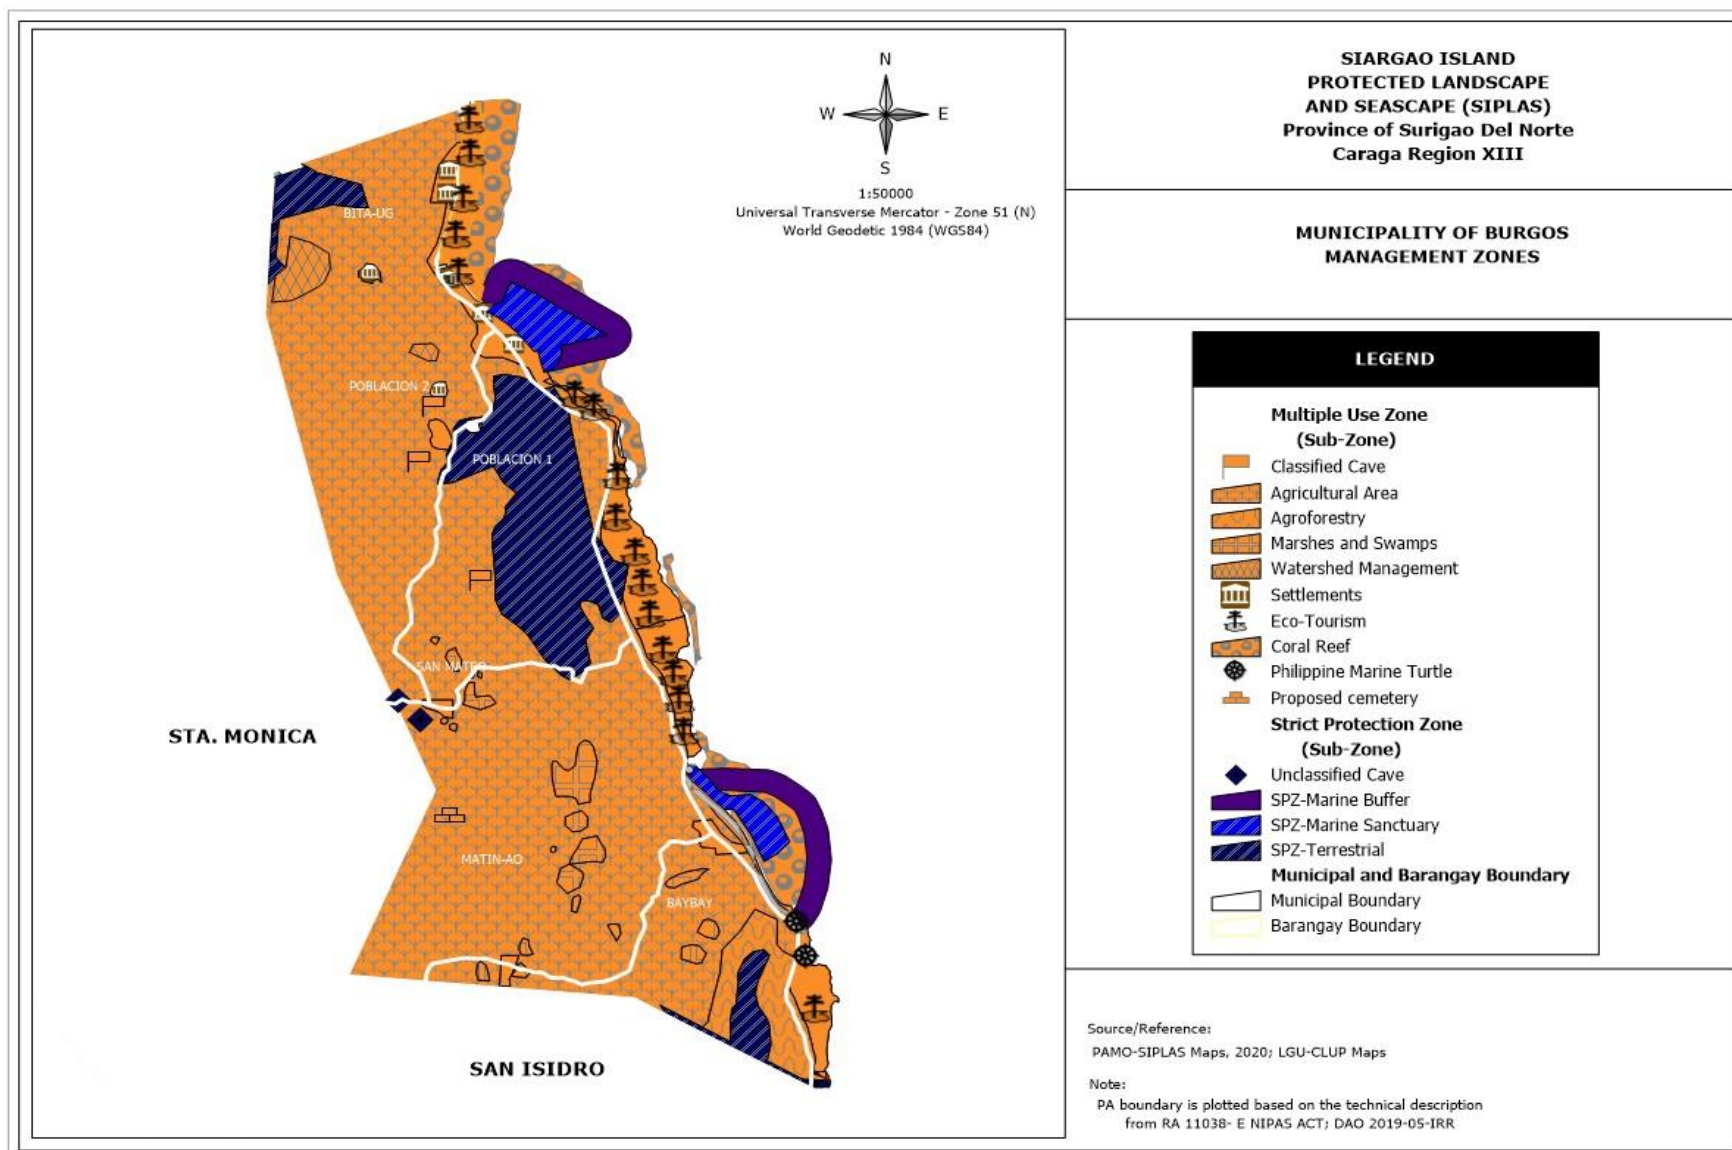 N
W E
S
1:50000
Universal Transverse Mercator - Zone 51 (N)
World Geodetic 1984 (WGS84)
BITA-UG
POBLACION 2
POBLACION 1
SAN MATEO
STA. MONICA
MATIN-AO
BAYBAY
SAN ISIDRO
SIARGAO ISLAND
PROTECTED LANDSCAPE
AND SEASCAPE (SIPLAS)
Province of Surigao Del Norte
Caraga Region XIII
MUNICIPALITY OF BURGOS
MANAGEMENT ZONES
LEGEND
Multiple Use Zone
(Sub-Zone)
Classified Cave
Agricultural Area
Agroforestry
Marshes and Swamps
Watershed Management
Settlements
Eco-Tourism
Coral Reef
Philippine Marine Turtle
Proposed cemetery
Strict Protection Zone
(Sub-Zone)
Unclassified Cave
SPZ-Marine Buffer
SPZ-Marine Sanctuary
SPZ-Terrestrial
Municipal and Barangay Boundary
Municipal Boundary
Barangay Boundary
Source/Reference:
PAMO-SIPLAS Maps, 2020; LGU-CLUP Maps
Note:
PA boundary is plotted based on the technical description
from RA 11038- E NIPAS ACT; DAO 2019-05-IRR